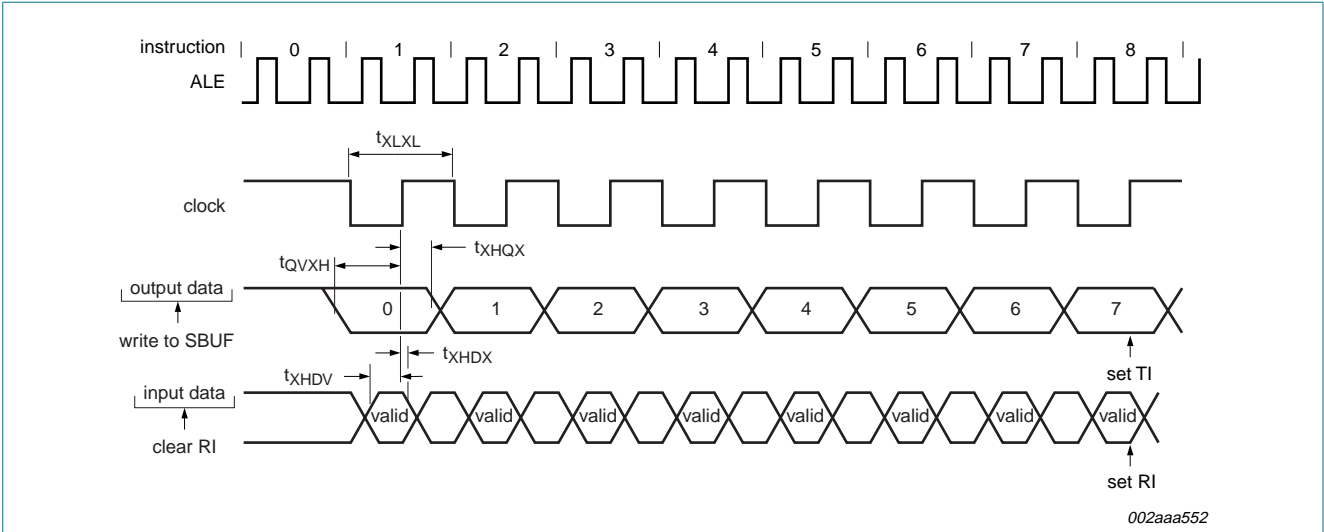 instruction | 0 | 1 | 2 | 3 | 4 | 5 | 6 | 7 | 8 |
ALE
tXLXL
clock
tXHQX
tQVXH
output data
0 1 2 3 4 5 6 7
write to SBUF
tXHDX
set TI
tXHDV
input data
valid valid valid valid valid valid valid valid
clear RI
set RI
002aaa552